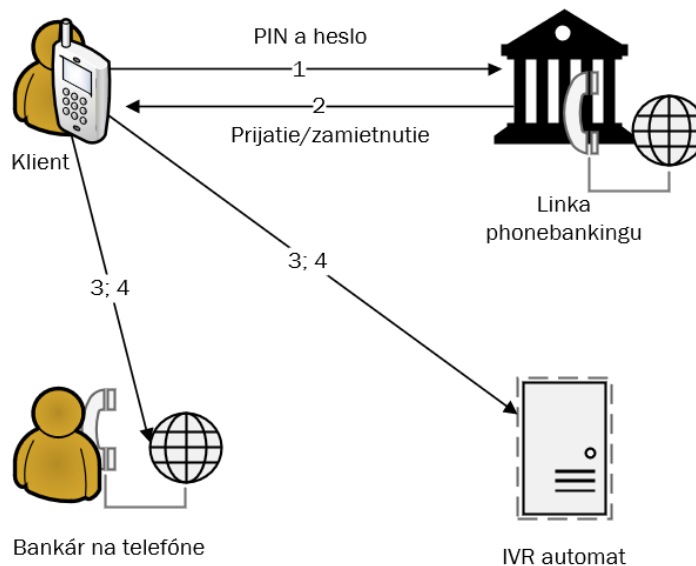 PIN a heslo
1
2
Prijatie/zamietnutie
Klient
Linka
phonebankingu
3; 4
3; 4
Bankár na telefóne
IVR automat